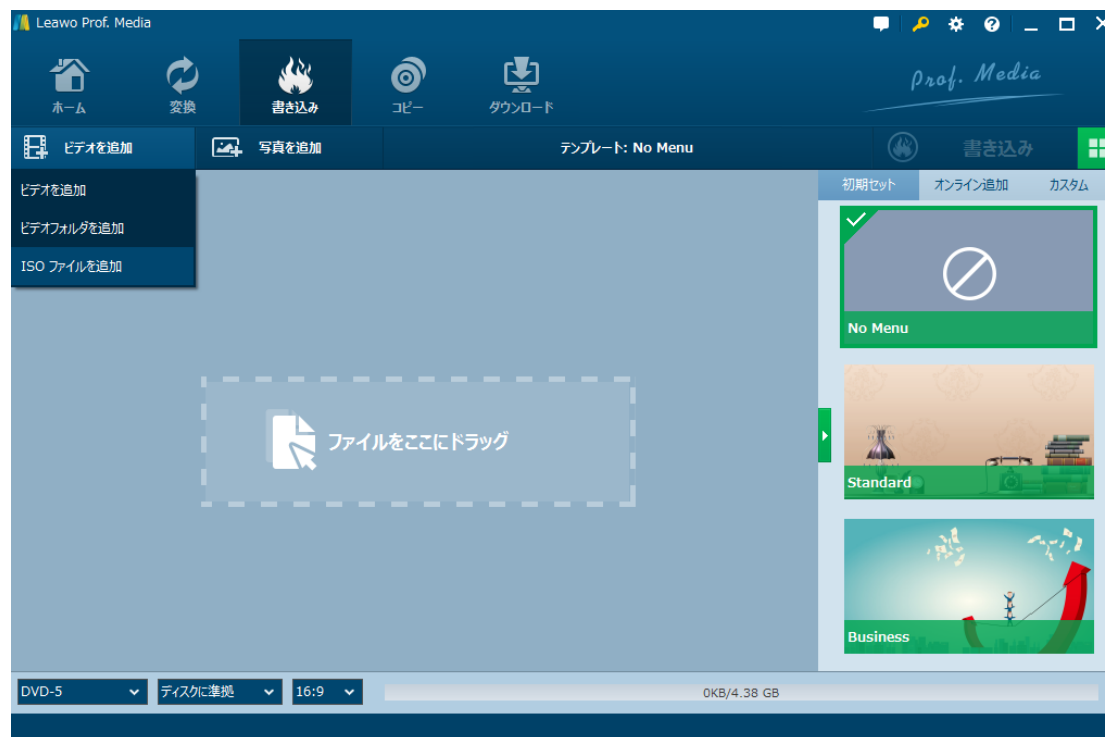 Leawo Prof. Media
ホーム
変換
書き込み
コピー
ダウンロード
Prof. Media
ビデオを追加
写真を追加
テンプレート: No Menu
書き込み
ビデオを追加
ビデオフォルダを追加
ISO ファイルを追加
初期セット
オンライン追加
カスタム
No Menu
ファイルをここにドラッグ
Standard
Business
DVD-5
ディスクに準拠
16:9
0KB/4.38 GB